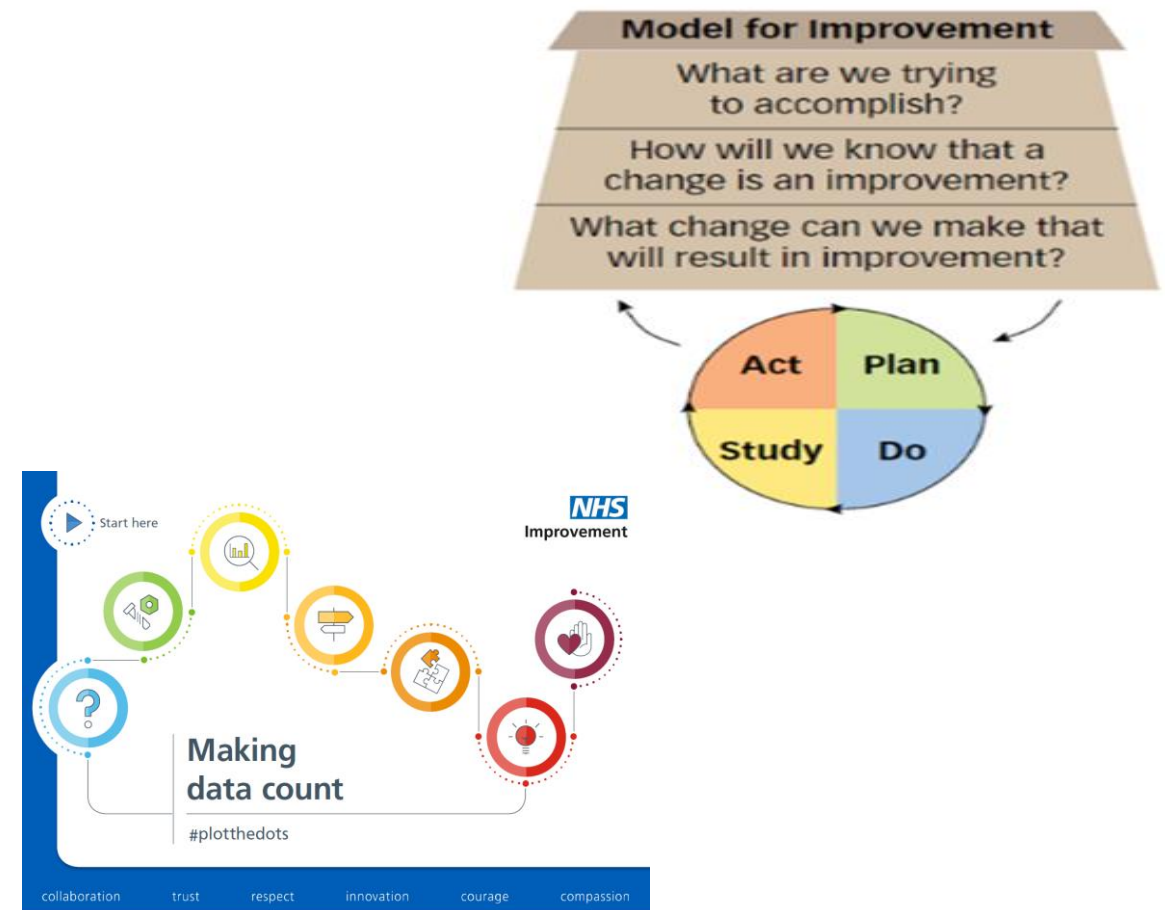 Model for Improvement
What are we trying
to accomplish?
How will we know that a
change is an improvement?
What change can we make that
will result in improvement?
Act
Plan
Study
Do
Start here
NHS
Improvement
Making
data count
#plotthedots
collaboration trust respect innovation courage compassion